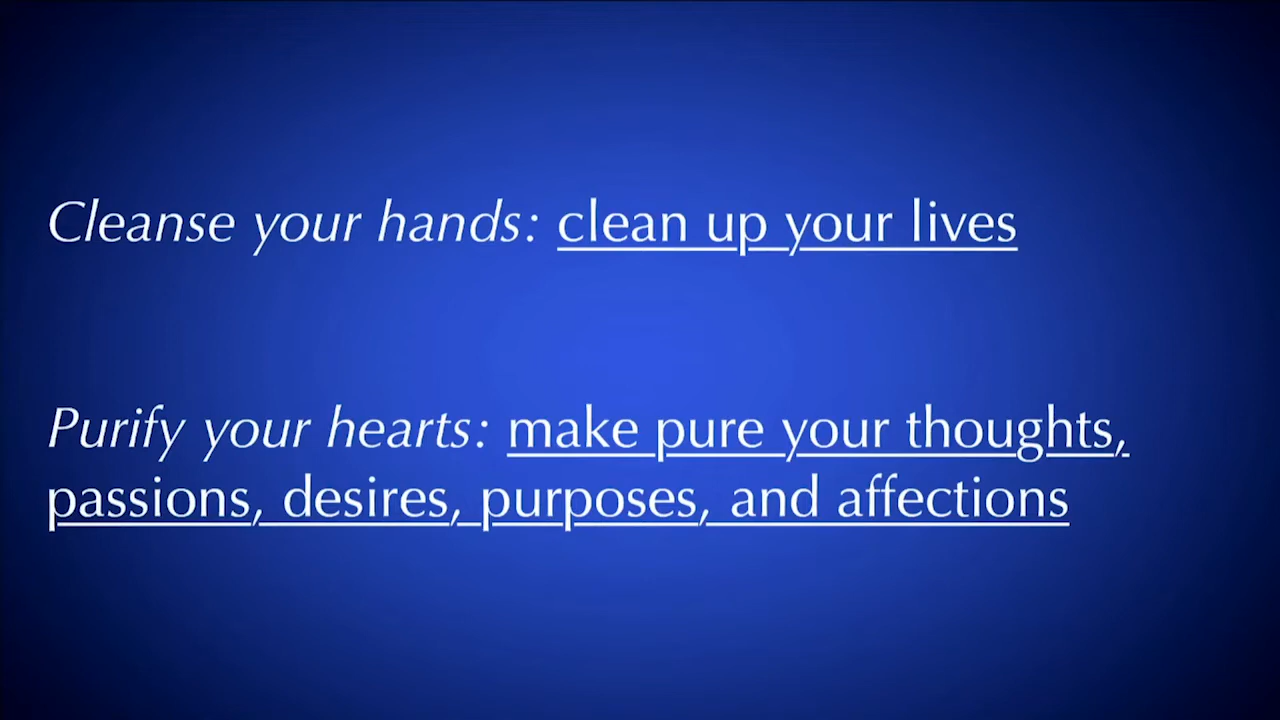 Cleanse your hands: clean up your lives
Purify your hearts: make pure your thoughts,
passions, desires, purposes, and affections